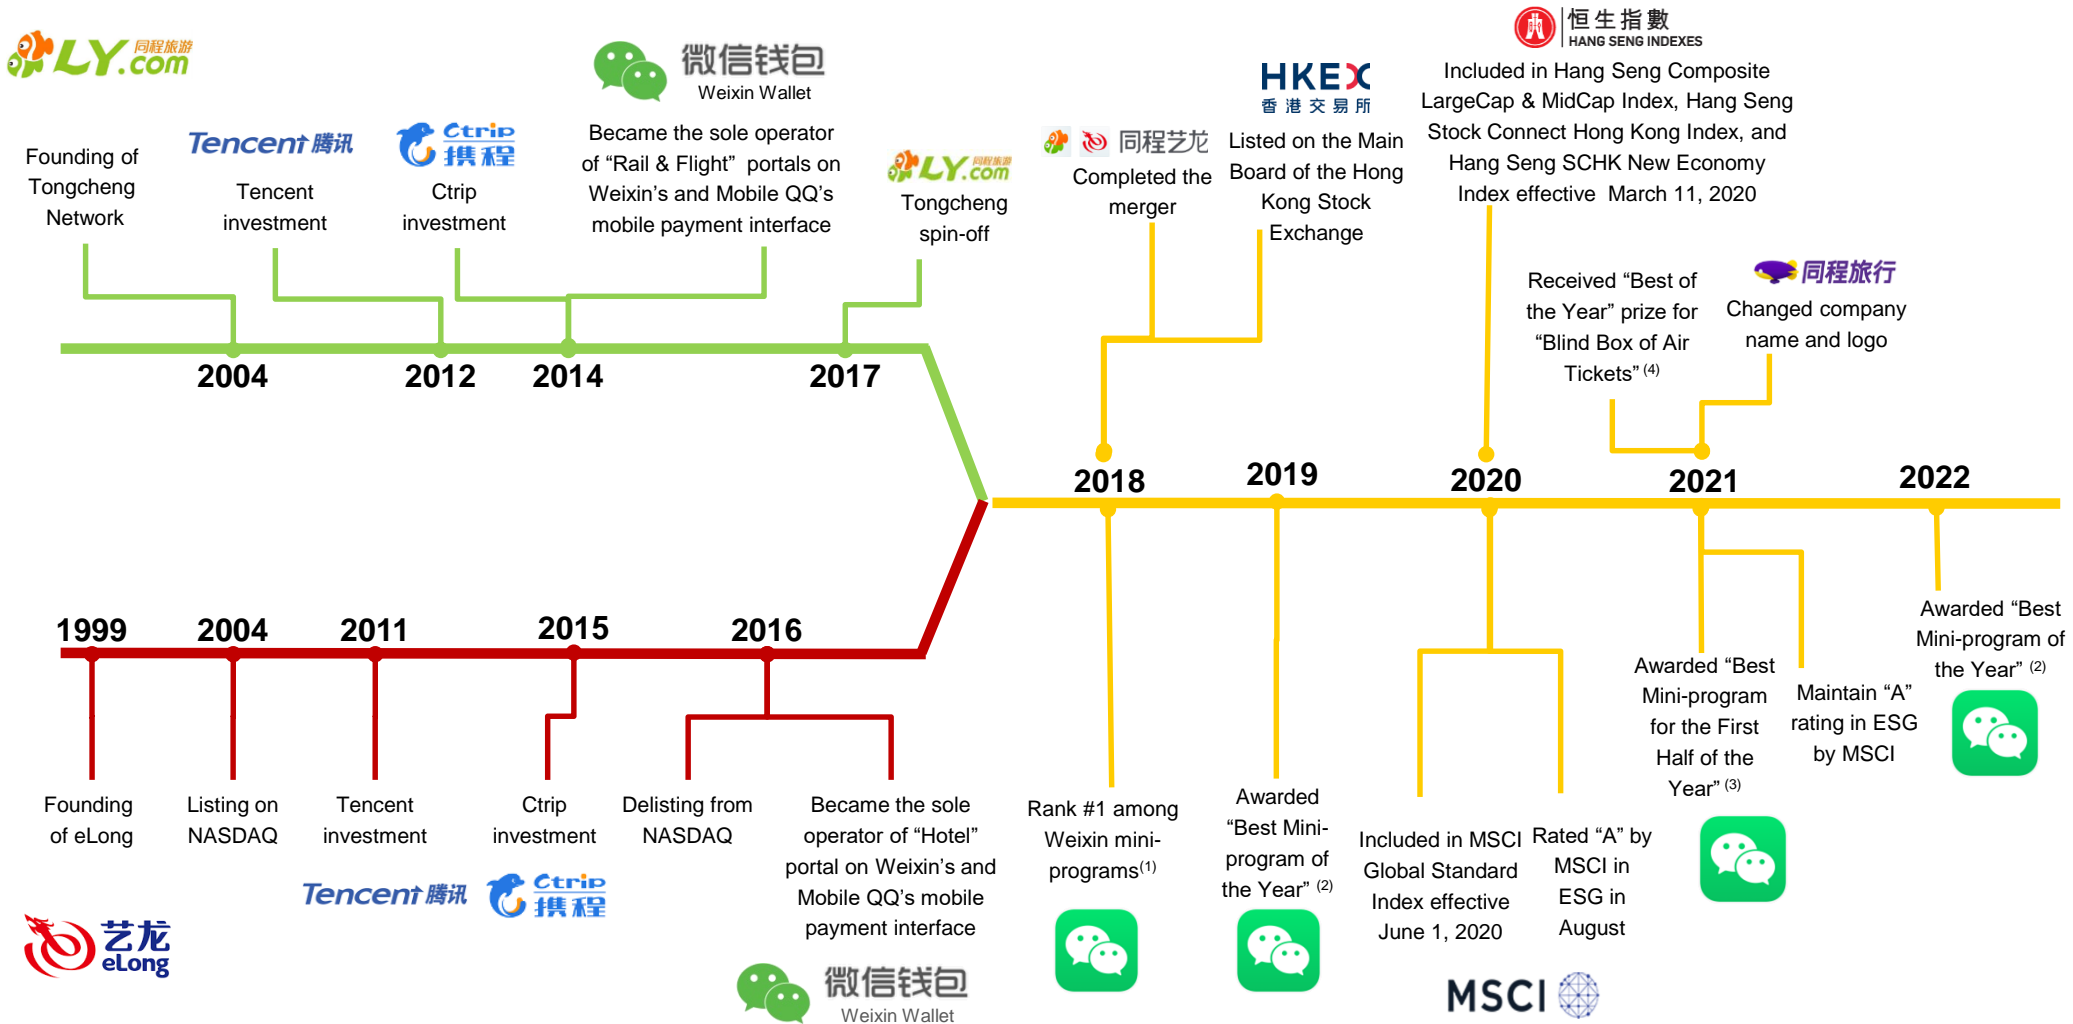 LY.com 同程旅游
Founding of
Tongcheng
Network
Tencent 腾讯
Tencent
investment
Ctrip
携程
Ctrip
investment
微信钱包
Weixin Wallet
Became the sole operator
of “Rail & Flight” portals on
Weixin’s and Mobile QQ’s
mobile payment interface
LY.com 同程旅游
Tongcheng
spin-off
同程艺龙
Completed the
merger
HKEX
香港交易所
Listed on the Main
Board of the Hong
Kong Stock
Exchange
恒生指數
HANG SENG INDEXES
Included in Hang Seng Composite
LargeCap & MidCap Index, Hang Seng
Stock Connect Hong Kong Index, and
Hang Seng SCHK New Economy
Index effective March 11, 2020
Received “Best of
the Year” prize for
“Blind Box of Air
Tickets” (4)
同程旅行
Changed company
name and logo
2004
2012
2014
2017
2018
2019
2020
2021
2022
1999
2004
2011
2015
2016
Founding
of eLong
艺龙
eLong
Listing on
NASDAQ
Tencent
investment
Tencent 腾讯
Ctrip
investment
Ctrip
携程
Delisting from
NASDAQ
Became the sole
operator of “Hotel”
portal on Weixin’s and
Mobile QQ’s mobile
payment interface
微信钱包
Weixin Wallet
Rank #1 among
Weixin mini-
programs(1)
Awarded
“Best Mini-
program of
the Year” (2)
Included in MSCI
Global Standard
Index effective
June 1, 2020
Rated “A” by
MSCI in
ESG in
August
MSCI
Awarded “Best
Mini-program
for the First
Half of the
Year” (3)
Maintain “A”
rating in ESG
by MSCI
Awarded “Best
Mini-program of
the Year” (2)